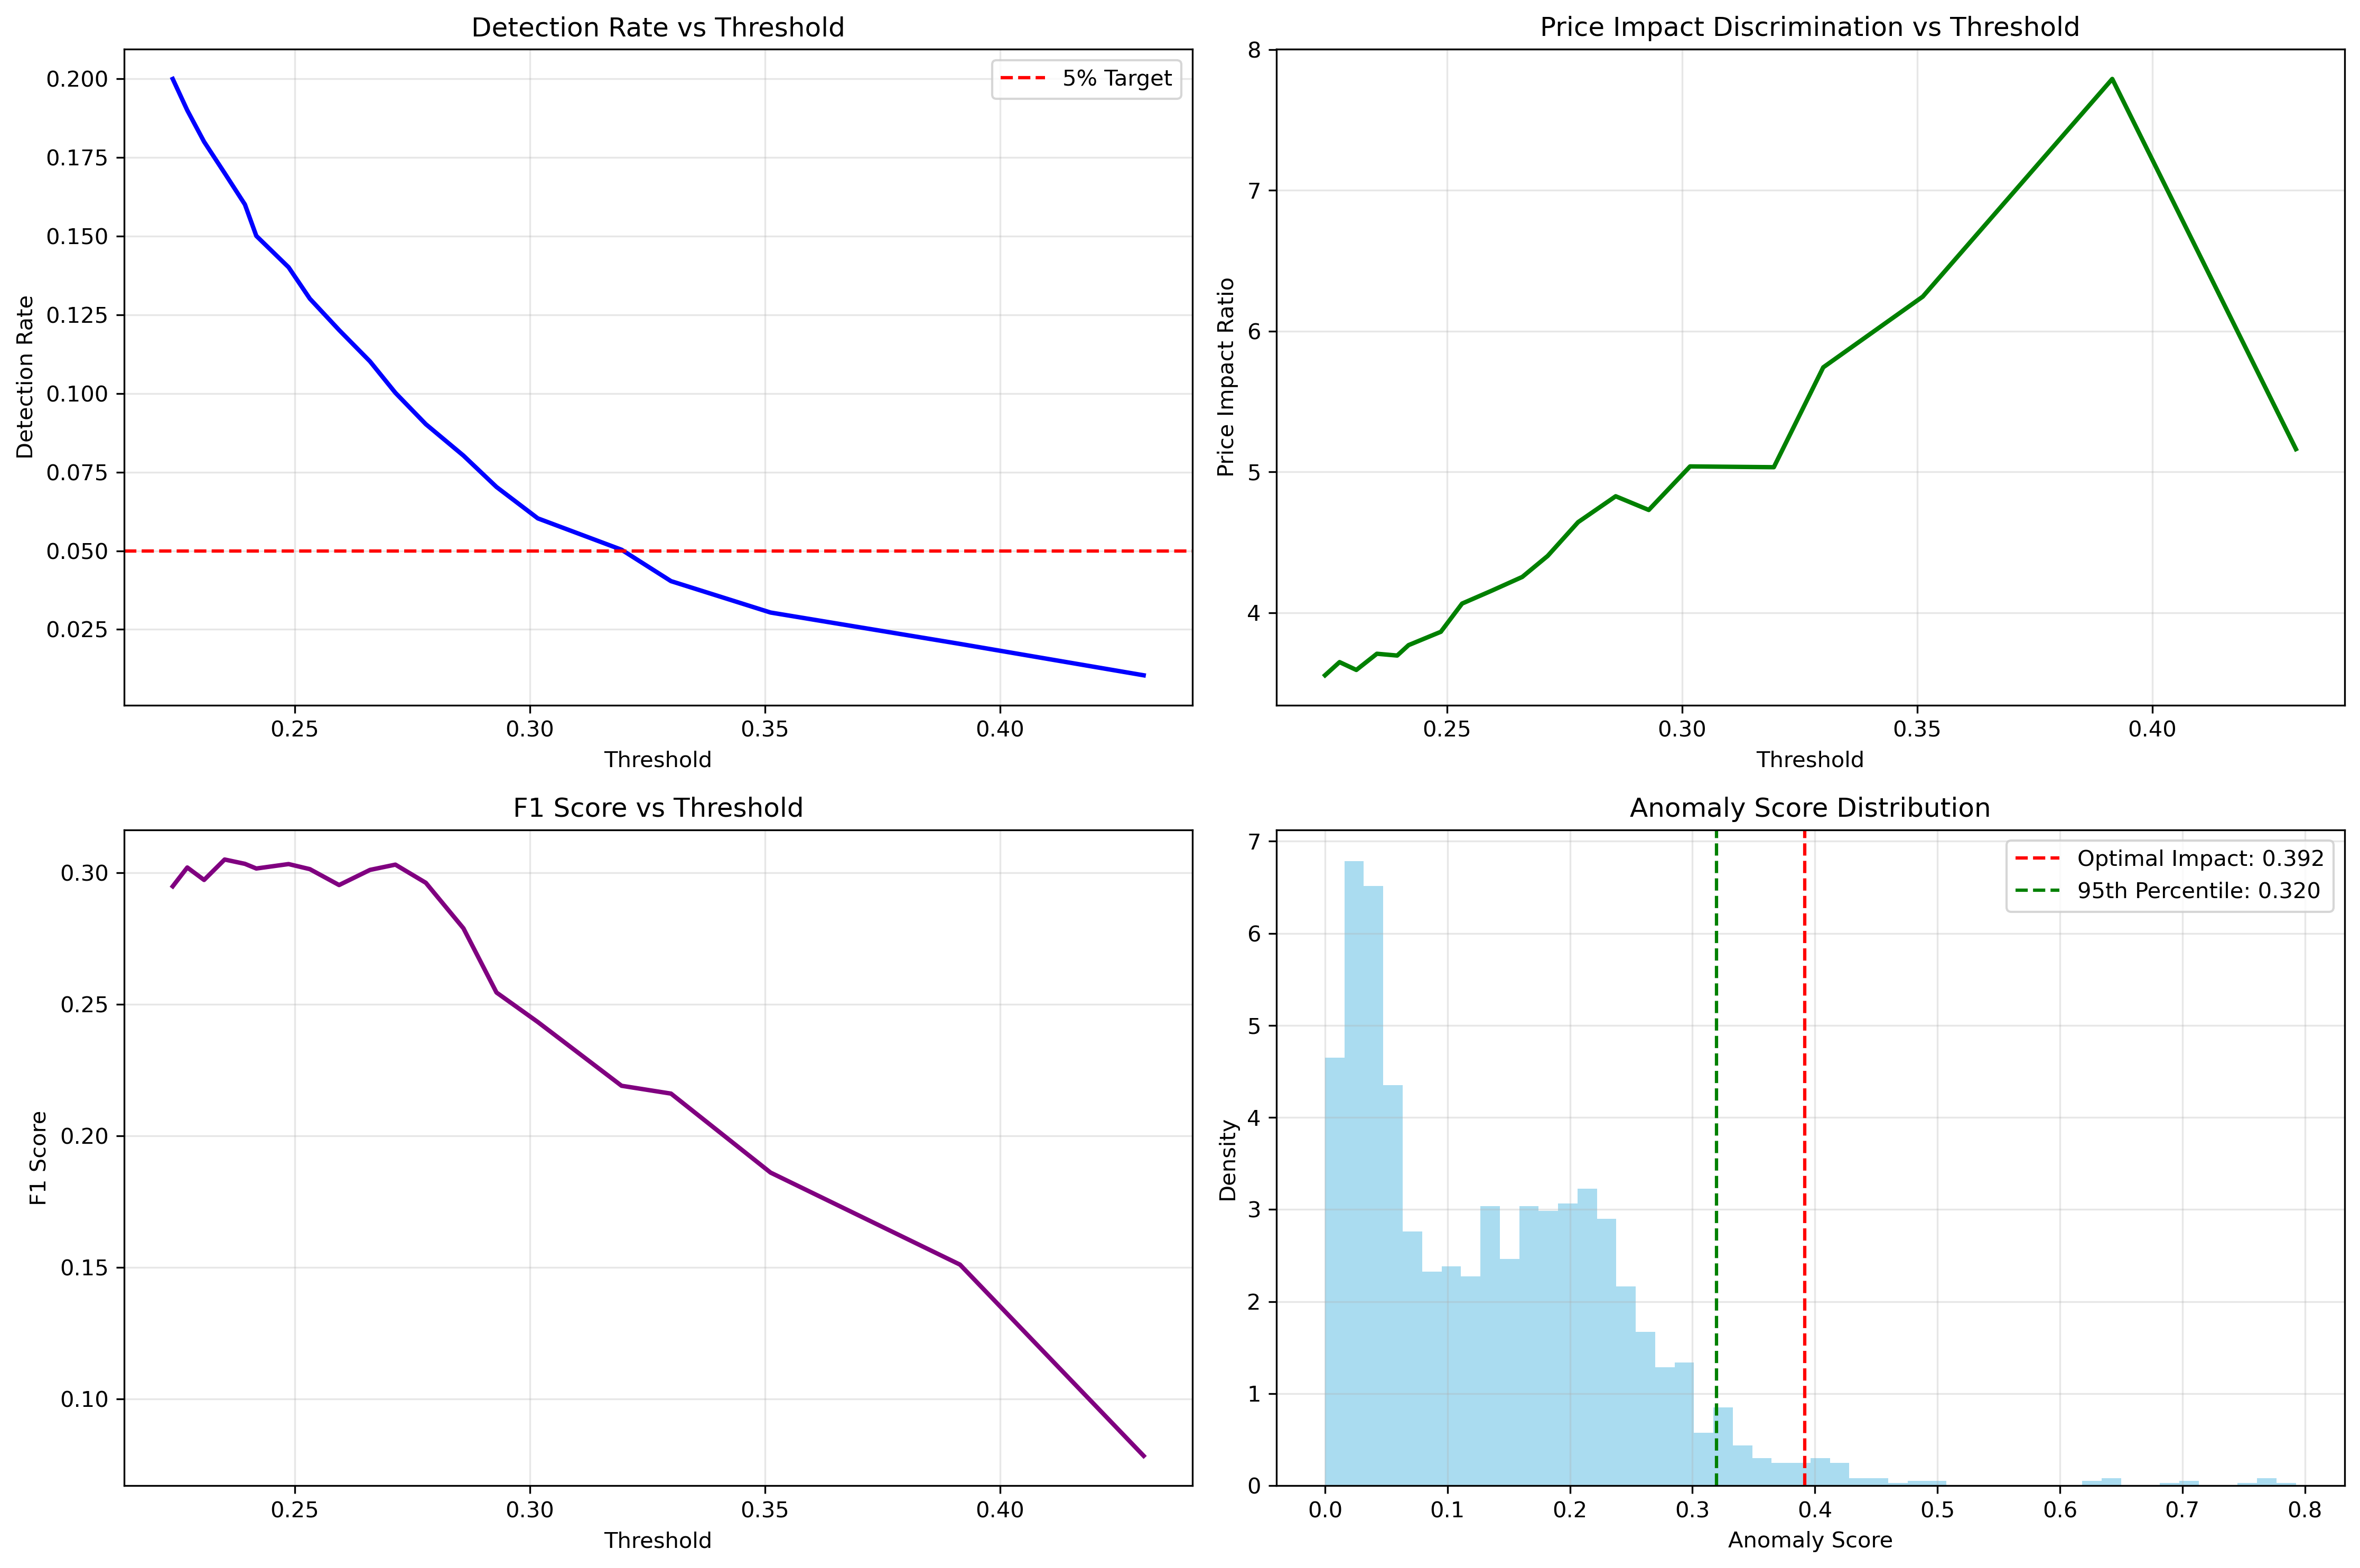 Detection Rate vs Threshold
5% Target
0.200
0.175
0.150
0.125
0.100
0.075
0.050
0.025
Detection Rate
0.25 0.30 0.35 0.40
Threshold
Price Impact Discrimination vs Threshold
8
7
6
5
4
Price Impact Ratio
0.25 0.30 0.35 0.40
Threshold
F1 Score vs Threshold
0.30
0.25
0.20
0.15
0.10
F1 Score
0.25 0.30 0.35 0.40
Threshold
Anomaly Score Distribution
Optimal Impact: 0.392
95th Percentile: 0.320
7
6
5
4
3
2
1
0
Density
0.0 0.1 0.2 0.3 0.4 0.5 0.6 0.7 0.8
Anomaly Score